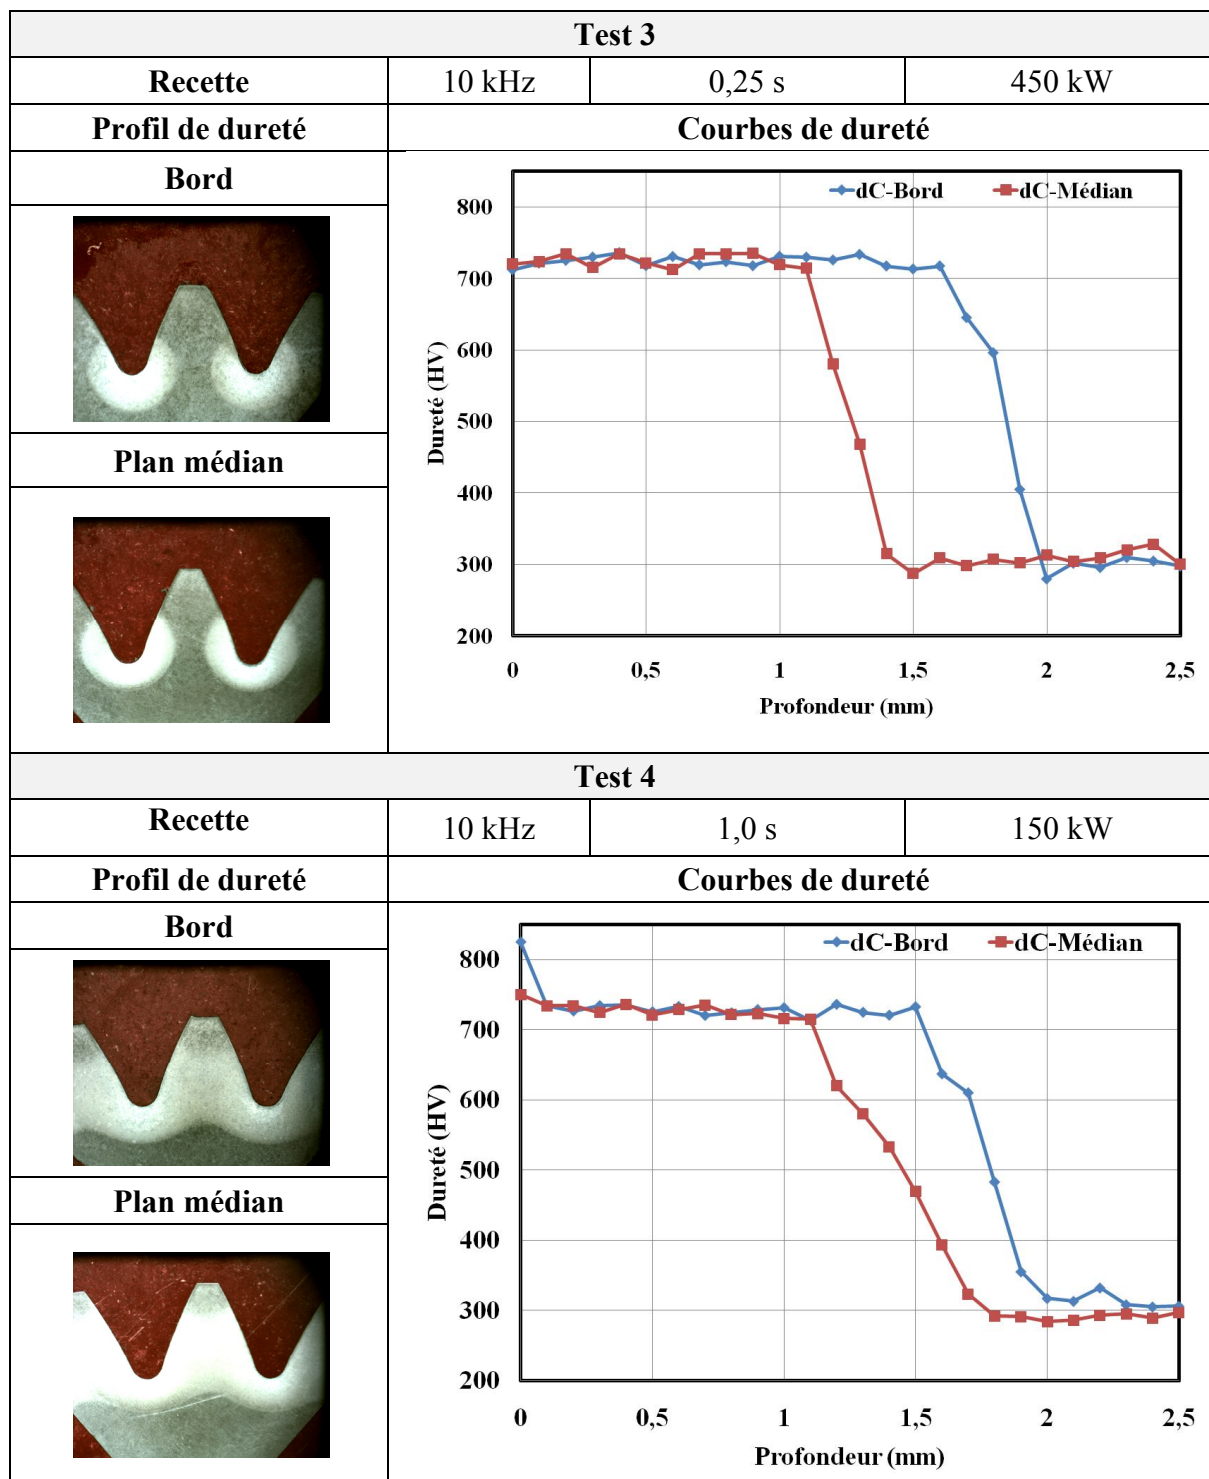 Test 3
Recette 10 kHz 0,25 s 450 kW
Profil de dureté Courbes de dureté
Bord
dC-Bord dC-Médian
800
700
600
500
400
300
200
Dureté (HV)
0 0,5 1 1,5 2 2,5
Profondeur (mm)
Plan médian
Test 4
Recette 10 kHz 1,0 s 150 kW
Profil de dureté Courbes de dureté
Bord
dC-Bord dC-Médian
800
700
600
500
400
300
200
Dureté (HV)
0 0,5 1 1,5 2 2,5
Profondeur (mm)
Plan médian